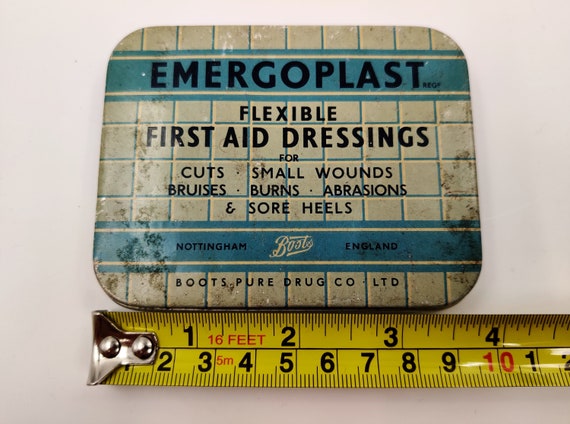 EMERGOPLAST REGD
FLEXIBLE
FIRST AID DRESSINGS
FOR
CUTS · SMALL WOUNDS
BRUISES · BURNS · ABRASIONS
& SORE HEELS
NOTTINGHAM Boots ENGLAND
BOOTS PURE DRUG CO · LTD
1 16 FEET 2 3 4
1 2 3 5m 4 5 6 7 8 9 10 11